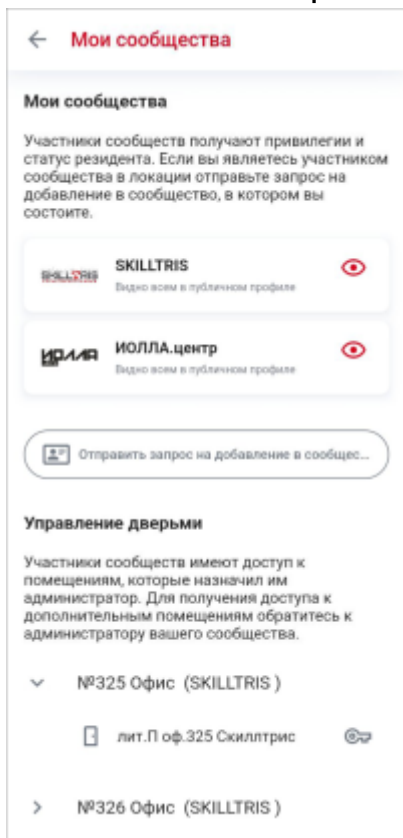 Мои сообщества
Мои сообщества
Участники сообществ получают привилегии и
статус резидента. Если вы являетесь участником
сообщества в локации отправьте запрос на
добавление в сообщество, в котором вы
состоите.
SKILLTRIS
SKILLTRIS
Видно всем в публичном профиле
ИОЛЛА
ИОЛЛА.центр
Видно всем в публичном профиле
Отправить запрос на добавление в сообщес...
Управление дверьми
Участники сообществ имеют доступ к
помещениям, которые назначил им
администратор. Для получения доступа к
дополнительным помещениям обратитесь к
администратору вашего сообщества.
№325 Офис (SKILLTRIS )
лит.П оф.325 Скиллтрис
№326 Офис (SKILLTRIS )